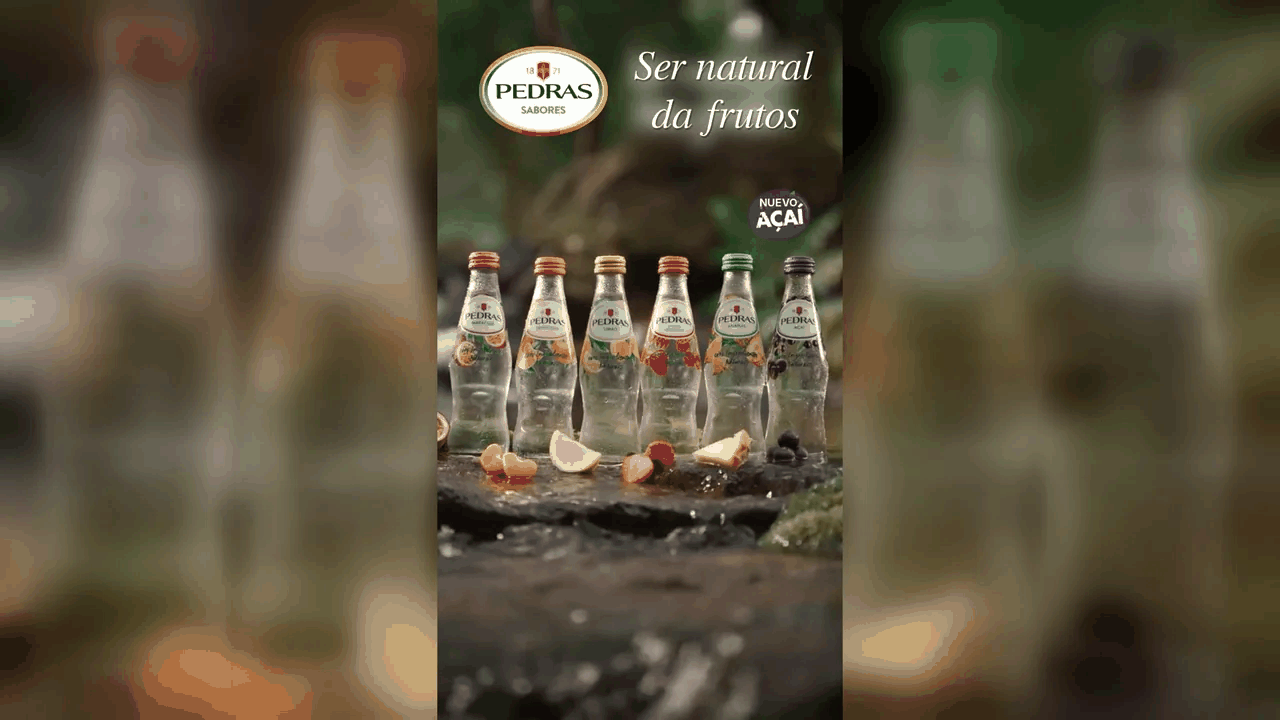 18 71
PEDRAS
SABORES
Ser natural
da frutos
NUEVO
AÇAÍ
PEDRAS
PEDRAS
PEDRAS
PEDRAS
PEDRAS
PEDRAS
AÇAÍ